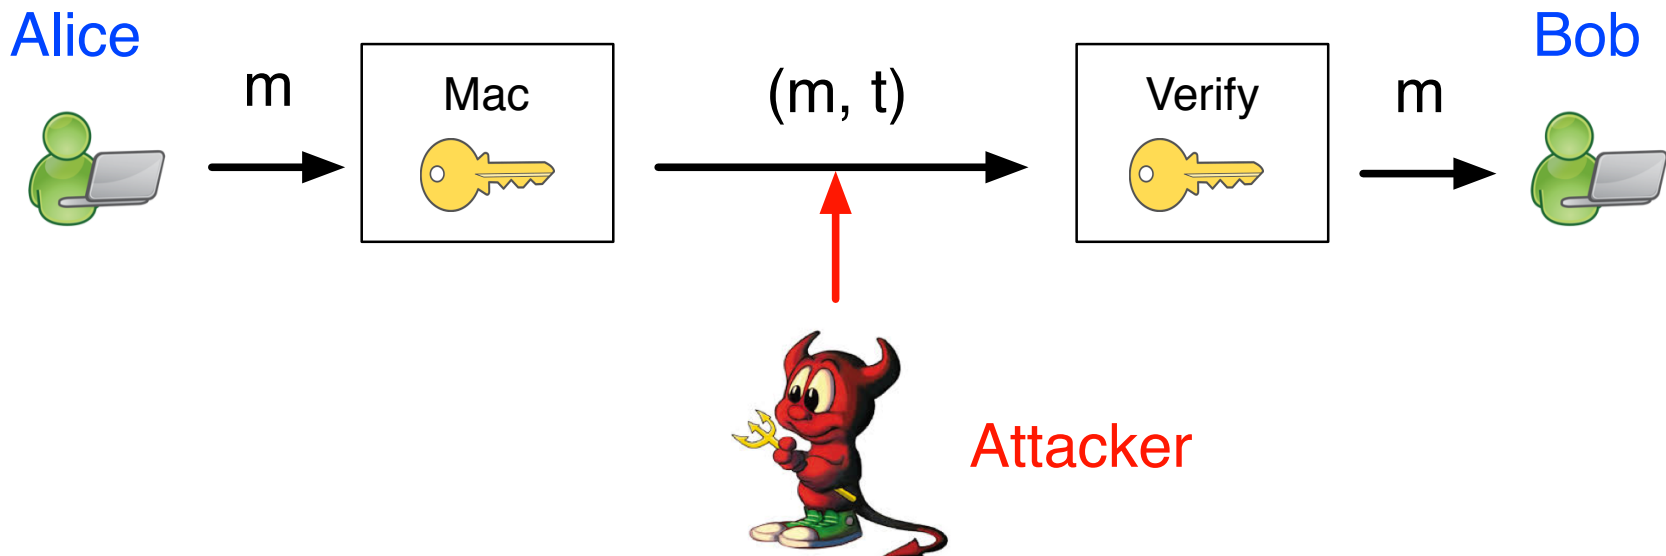 Alice
Bob
m
Mac
(m, t)
Verify
m
Attacker